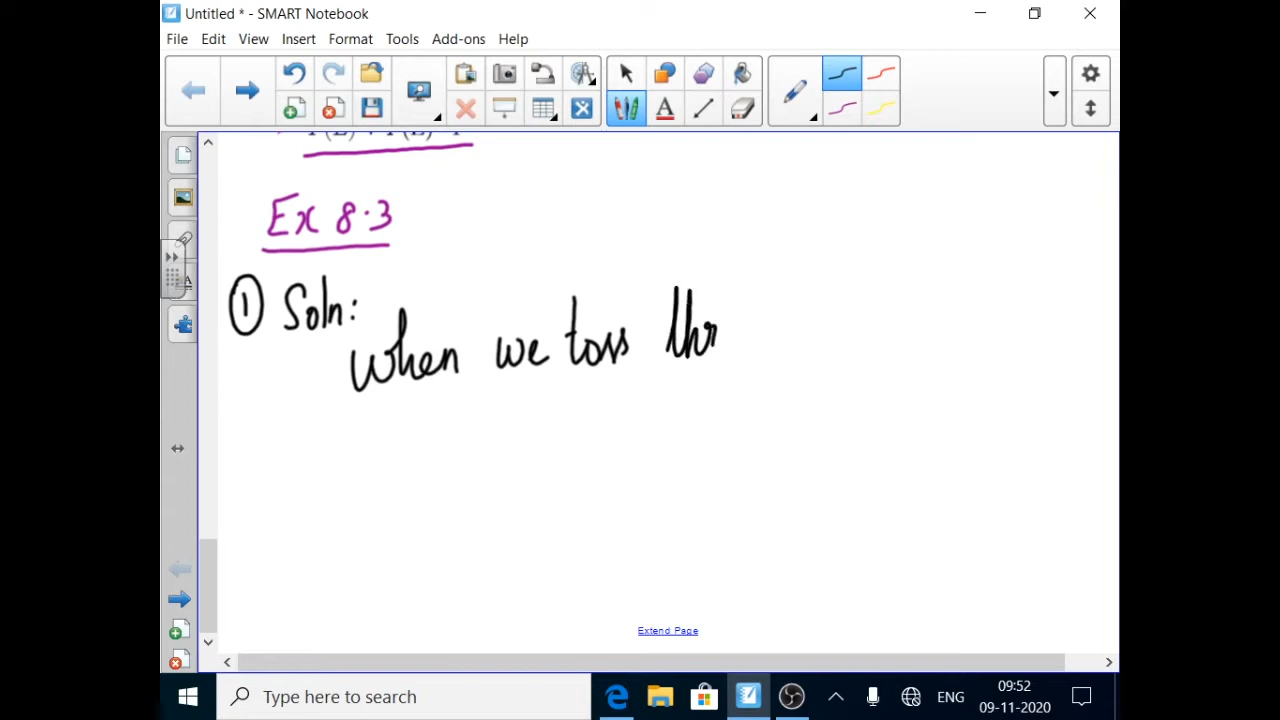 Untitled * - SMART Notebook
File Edit View Insert Format Tools Add-ons Help
Ex 8.3
① Soln:
When we toss thr
Extend Page
Type here to search
ENG
09:52
09-11-2020